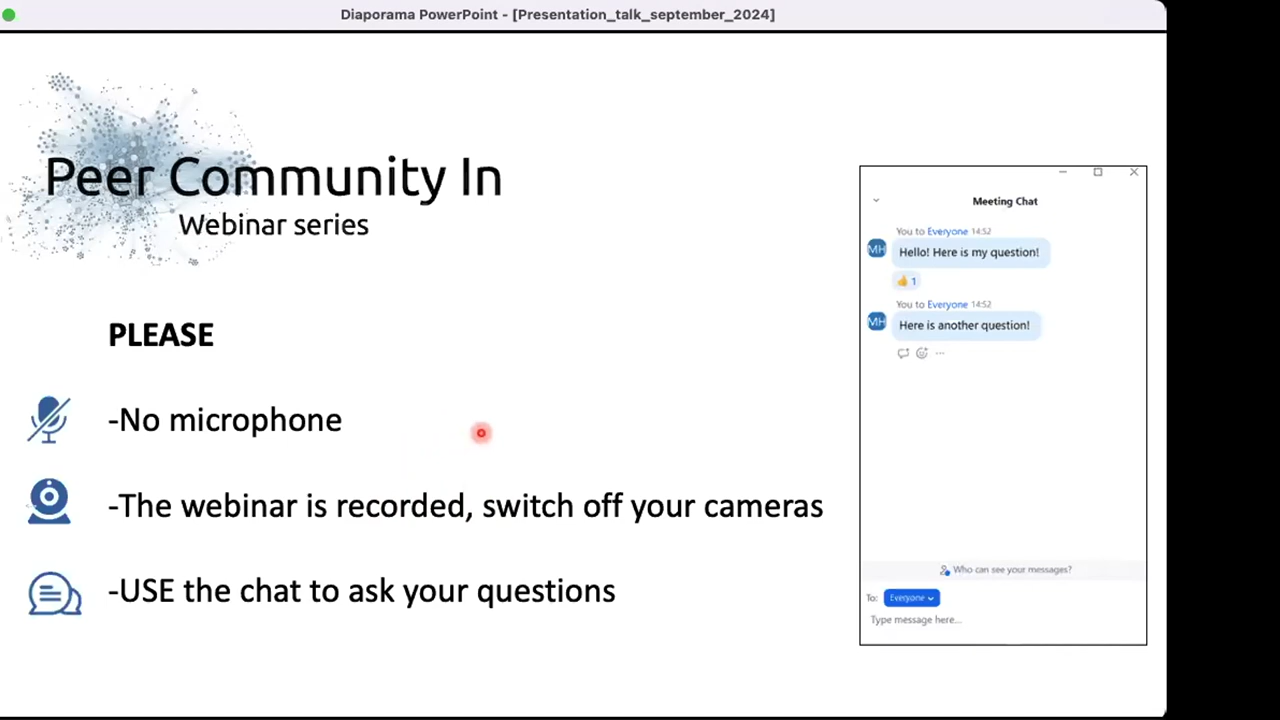 Diaporama PowerPoint - [Presentation_talk_september_2024]
Peer Community In
Webinar series
PLEASE
-No microphone
-The webinar is recorded, switch off your cameras
-USE the chat to ask your questions
Meeting Chat
You to Everyone 14:52
MH
Hello! Here is my question!
👍 1
You to Everyone 14:52
MH
Here is another question!
Who can see your messages?
To: Everyone
Type message here...